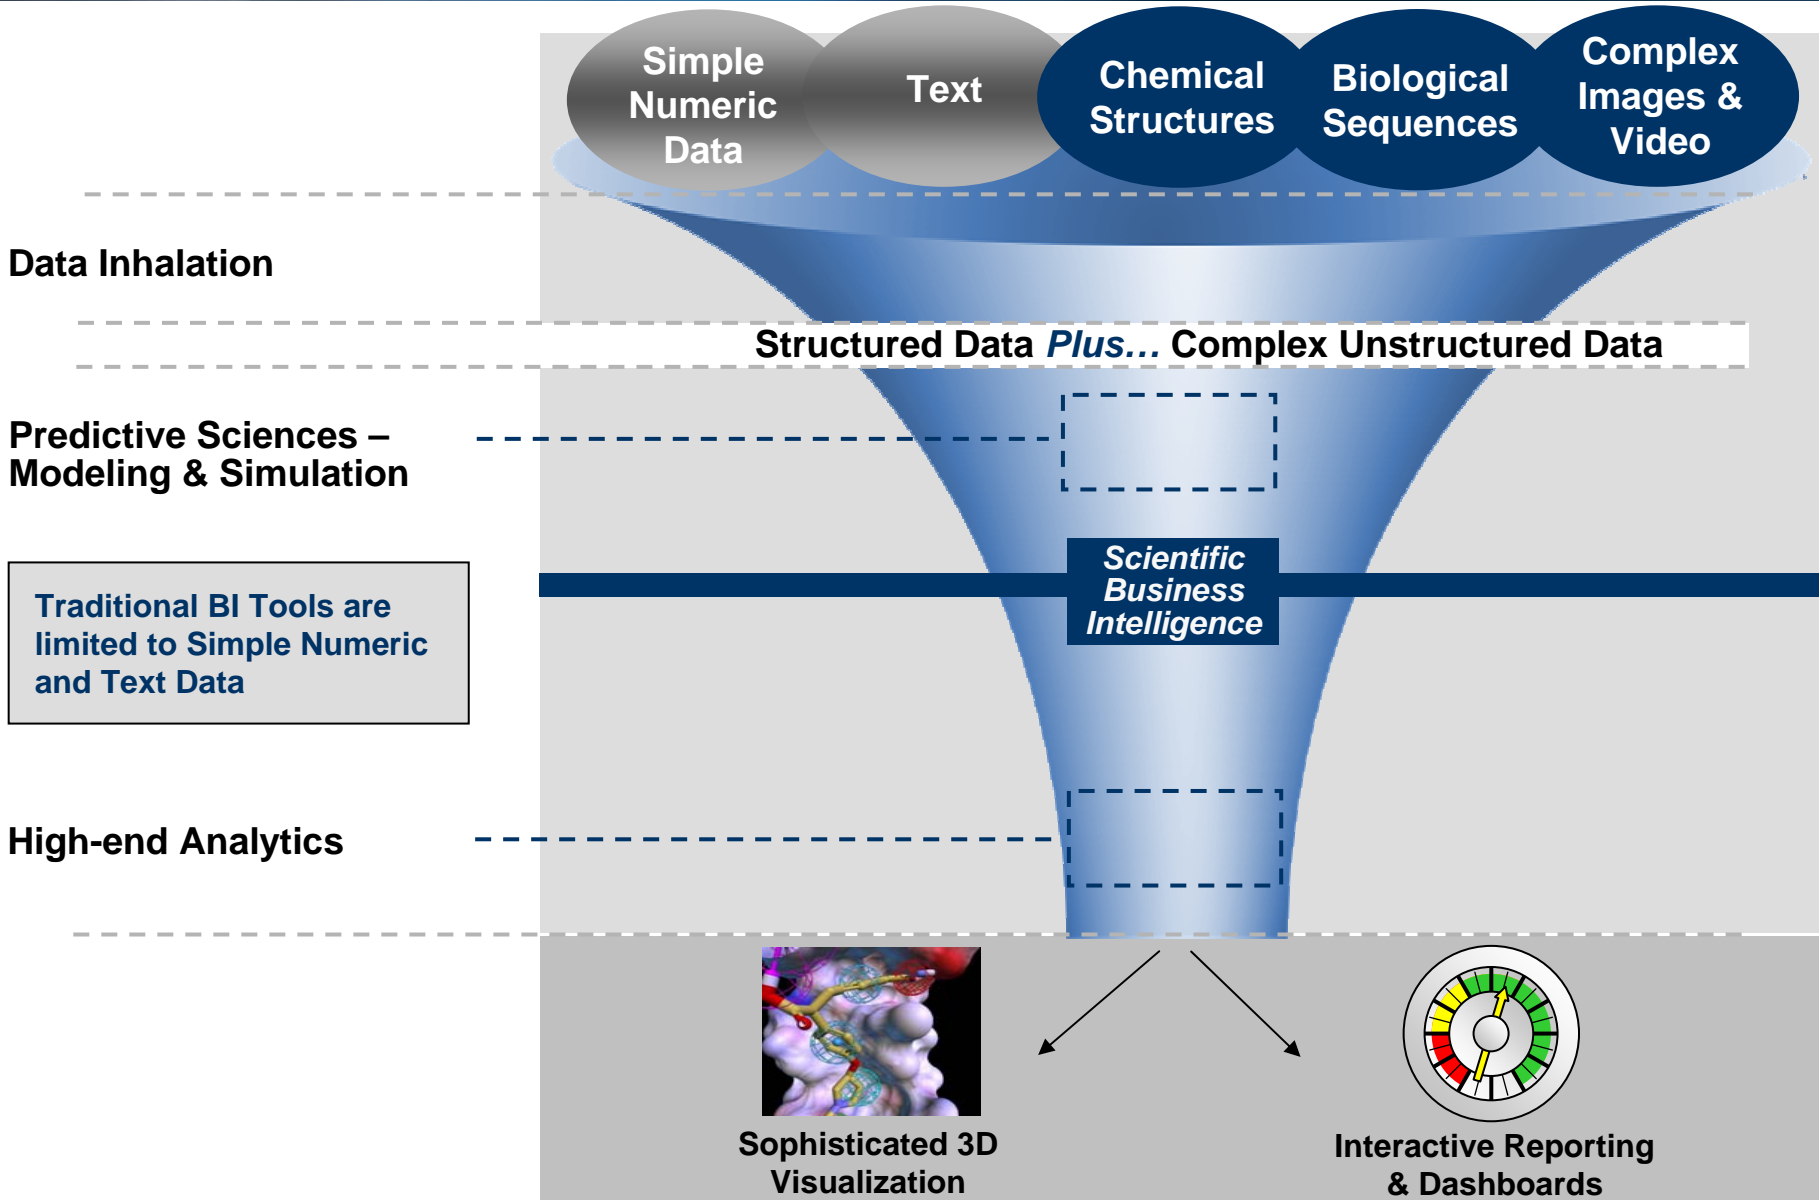 Simple
Numeric
Data
Text
Chemical
Structures
Biological
Sequences
Complex
Images &
Video
Data Inhalation
Structured Data Plus... Complex Unstructured Data
Predictive Sciences –
Modeling & Simulation
Scientific
Business
Intelligence
Traditional BI Tools are
limited to Simple Numeric
and Text Data
High-end Analytics
Sophisticated 3D
Visualization
Interactive Reporting
& Dashboards